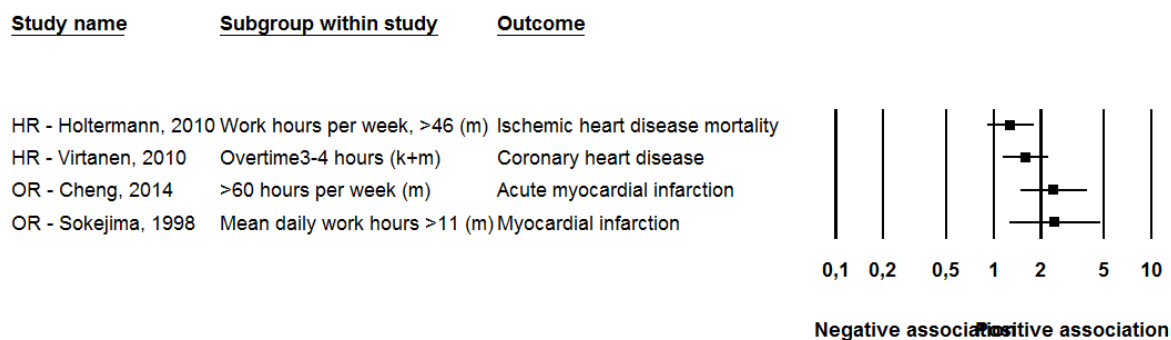 Study name Subgroup within study Outcome
HR - Holtermann, 2010 Work hours per week, >46 (m) Ischemic heart disease mortality
HR - Virtanen, 2010 Overtime3-4 hours (k+m) Coronary heart disease
OR - Cheng, 2014 >60 hours per week (m) Acute myocardial infarction
OR - Sokejima, 1998 Mean daily work hours >11 (m) Myocardial infarction
0,1 0,2 0,5 1 2 5 10
Negative association Positive association